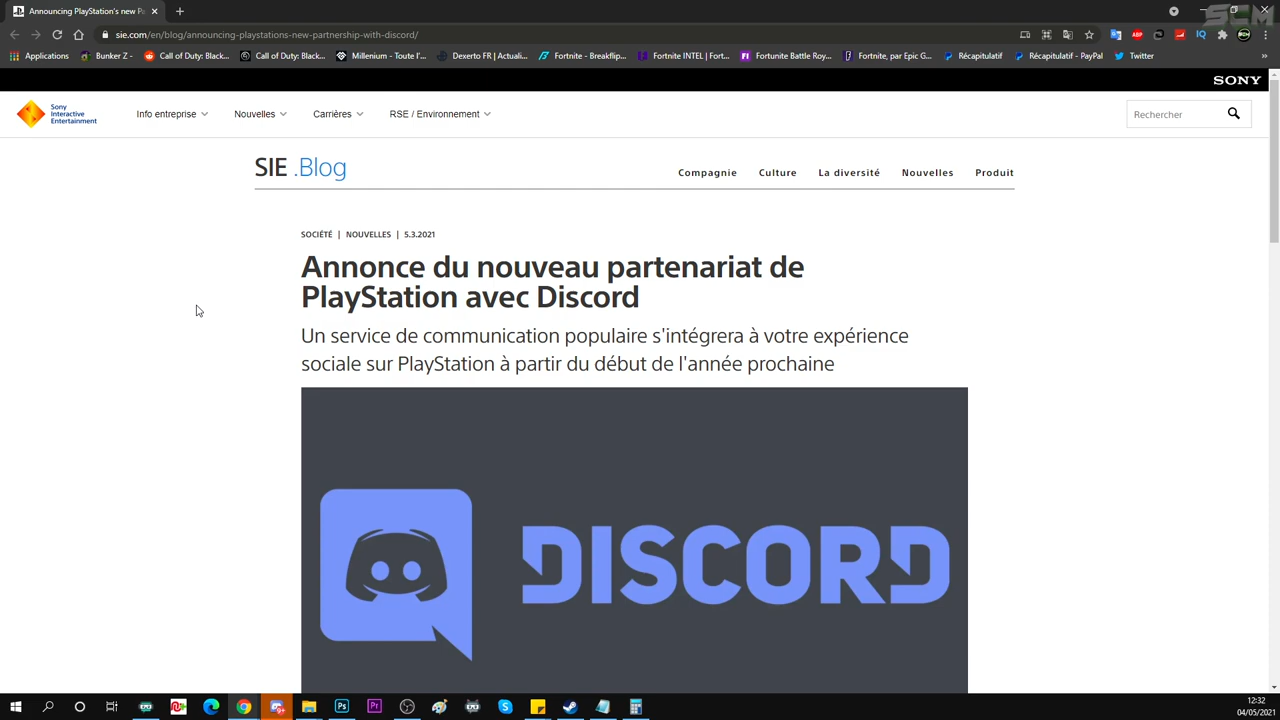 Announcing PlayStation's new Pa
sie.com/en/blog/announcing-playstations-new-partnership-with-discord/
Applications
Bunker Z -
Call of Duty: Black...
Call of Duty: Black...
Millenium - Toute l'...
Dexerto FR | Actuali...
Fortnite - Breakflip...
Fortnite INTEL | Fort...
Fortunite Battle Roy...
Fortnite, par Epic G...
Récapitulatif
Récapitulatif - PayPal
Twitter
SONY
Sony
Interactive
Entertainment
Info entreprise
Nouvelles
Carrières
RSE / Environnement
Rechercher
SIE .Blog
Compagnie
Culture
La diversité
Nouvelles
Produit
SOCIÉTÉ | NOUVELLES | 5.3.2021
Annonce du nouveau partenariat de
PlayStation avec Discord
Un service de communication populaire s'intégrera à votre expérience
sociale sur PlayStation à partir du début de l'année prochaine
DISCORD
12:32
04/05/2021